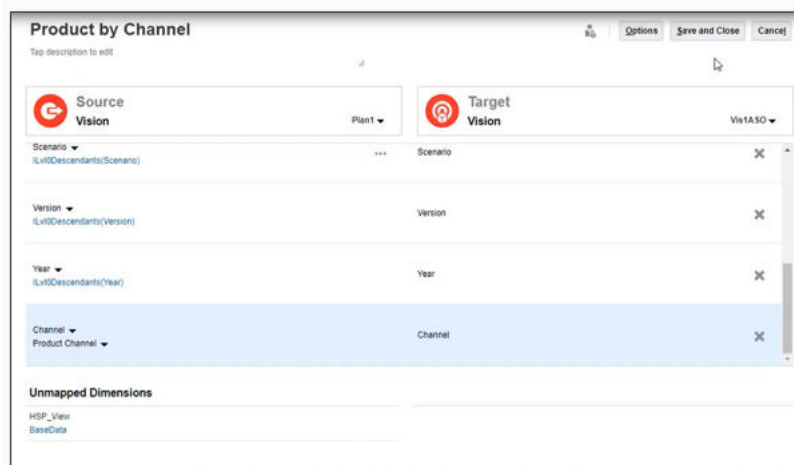 Product by Channel
Options
Save and Close
Cancel
Tap description to edit
Source
Vision
Plan1
Target
Vision
Vis1ASO
Scenario
ILvl0Descendants(Scenario)
...
Scenario
Version
ILvl0Descendants(Version)
Version
Year
ILvl0Descendants(Year)
Year
Channel
Product Channel
Channel
Unmapped Dimensions
HSP_View
BaseData